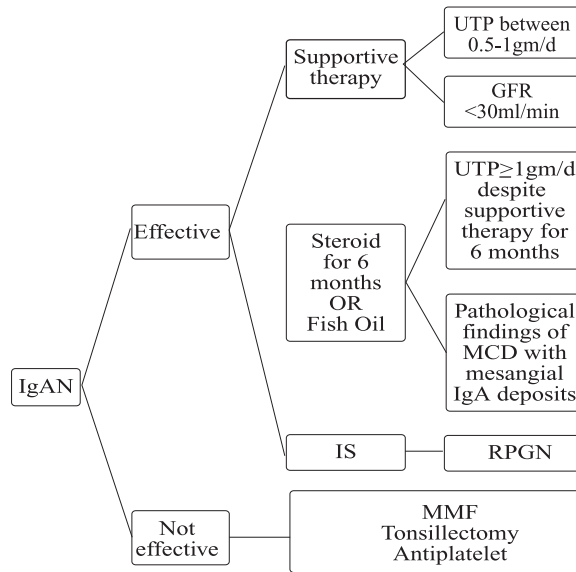 UTP between
0.5-1gm/d
Supportive
therapy
GFR
<30ml/min
UTP≥1gm/d
despite
supportive
therapy for
6 months
Effective
Steroid
for 6
months
OR
Fish Oil
Pathological
findings of
MCD with
mesangial
IgA deposits
IgAN
IS
RPGN
Not
effective
MMF
Tonsillectomy
Antiplatelet